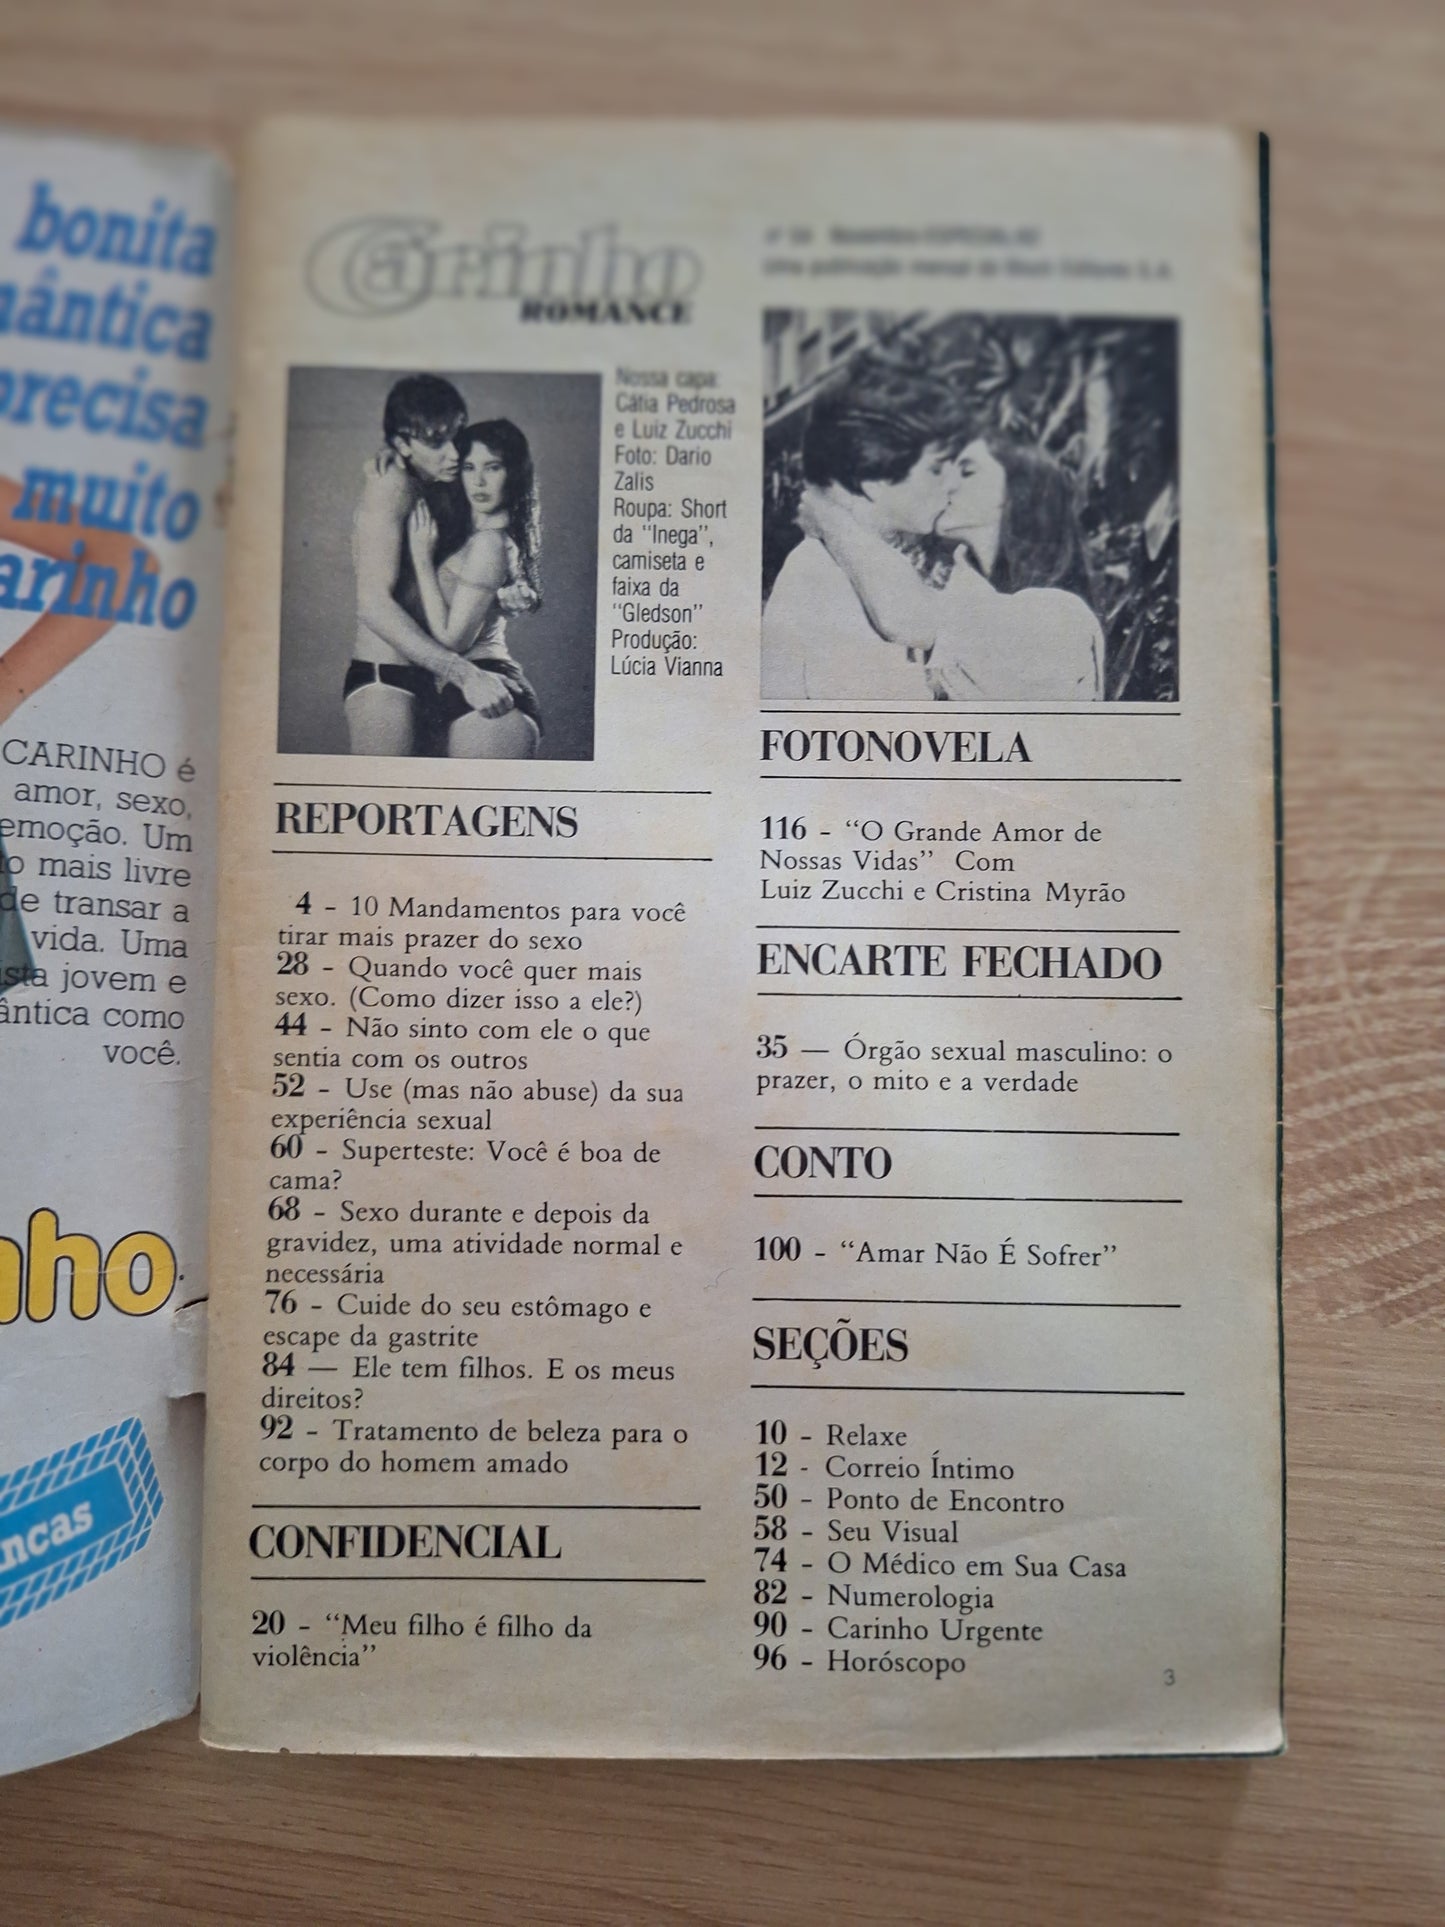 bonita
mântica
precisa
muito
arinho
CARINHO é
amor, sexo,
emoção. Um
mais livre
de transar a
vida. Uma
jovem e
ântica como
você.
nho.
ncas
Carinho
ROMANCE
Nossa capa:
Cátia Pedrosa
e Luiz Zucchi
Foto: Dario
Zalis
Roupa: Short
da "Inega",
camiseta e
faixa da
"Gledson"
Produção:
Lúcia Vianna
REPORTAGENS
4 - 10 Mandamentos para você
tirar mais prazer do sexo
28 - Quando você quer mais
sexo. (Como dizer isso a ele?)
44 - Não sinto com ele o que
sentia com os outros
52 - Use (mas não abuse) da sua
experiência sexual
60 - Superteste: Você é boa de
cama?
68 - Sexo durante e depois da
gravidez, uma atividade normal e
necessária
76 - Cuide do seu estômago e
escape da gastrite
84 — Ele tem filhos. E os meus
direitos?
92 - Tratamento de beleza para o
corpo do homem amado
CONFIDENCIAL
20 - "Meu filho é filho da
violência"
Uma publicação mensal da Bloch Editores S.A.
FOTONOVELA
116 - "O Grande Amor de
Nossas Vidas" Com
Luiz Zucchi e Cristina Myrão
ENCARTE FECHADO
35 — Órgão sexual masculino: o
prazer, o mito e a verdade
CONTO
100 - "Amar Não É Sofrer"
SEÇÕES
10 - Relaxe
12 - Correio Íntimo
50 - Ponto de Encontro
58 - Seu Visual
74 - O Médico em Sua Casa
82 - Numerologia
90 - Carinho Urgente
96 - Horóscopo
3